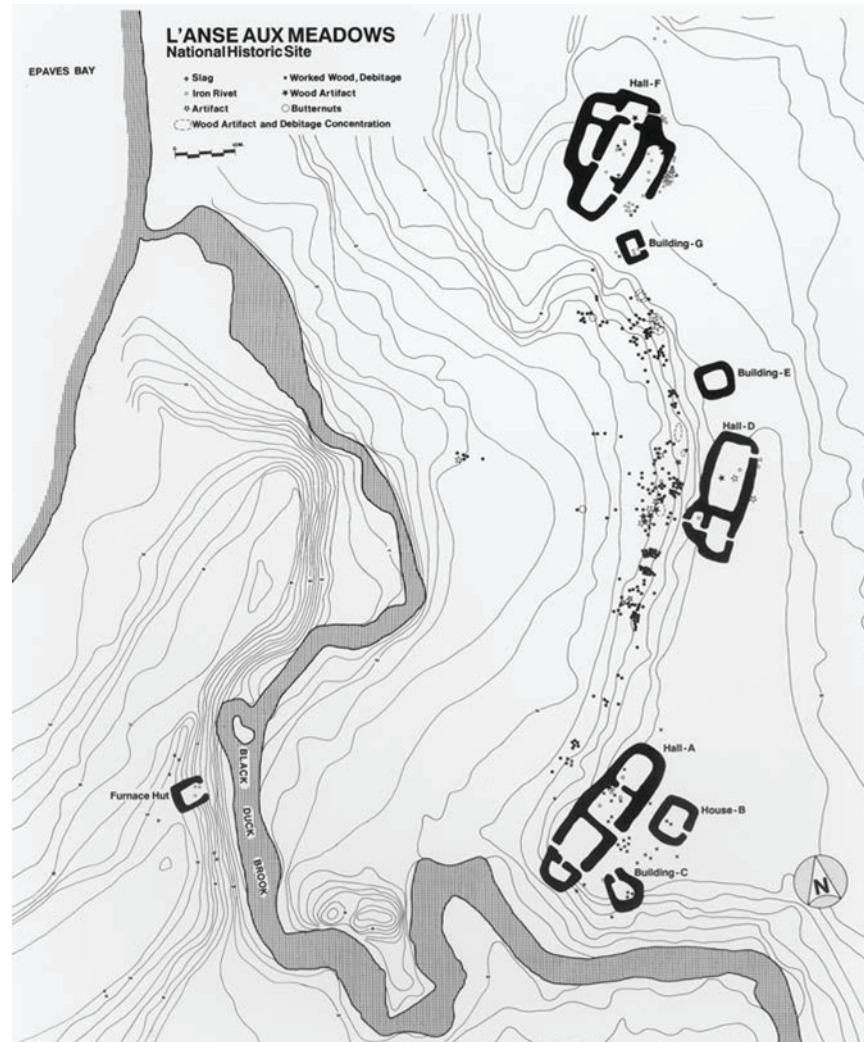 L'ANSE AUX MEADOWS
National Historic Site
EPAVES BAY
Slag
Worked Wood, Debitage
Iron Rivet
Wood Artifact
Artifact
Butternuts
Wood Artifact and Debitage Concentration
Hall-F
Building-G
Building-E
Hall-D
Hall-A
House-B
Building-C
Furnace Hut
BLACK
DUCK
BROOK
N